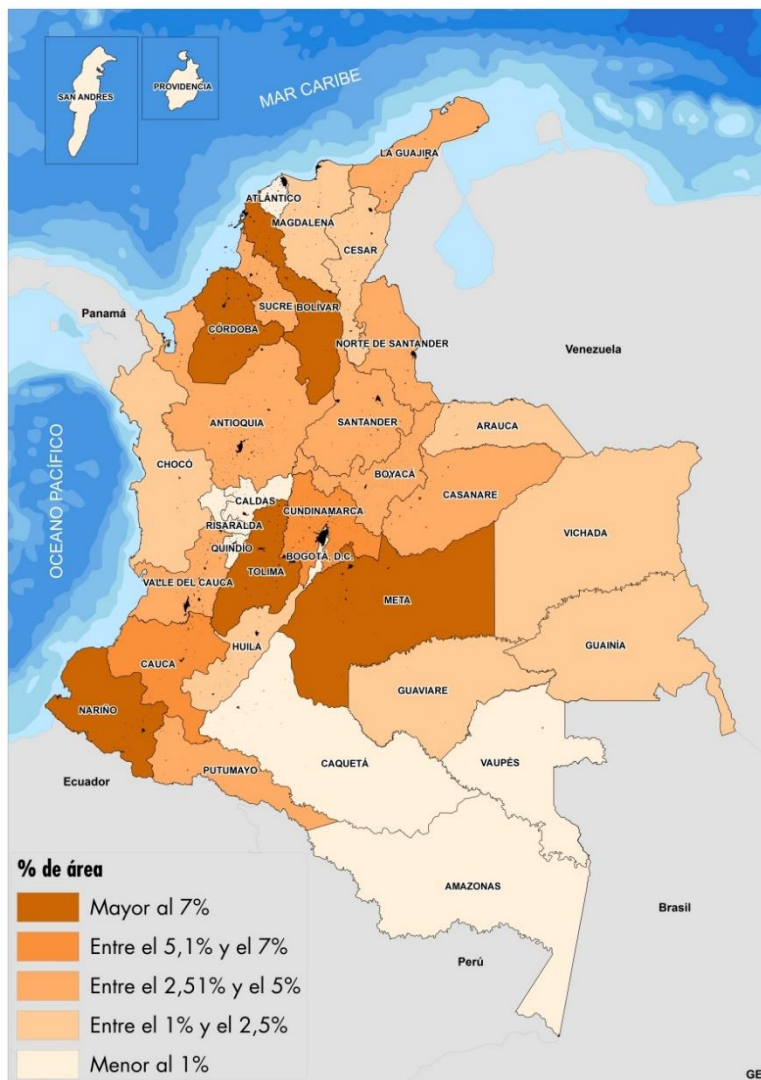 SAN ANDRES
PROVIDENCIA
MAR CARIBE
LA GUAJIRA
ATLÁNTICO
MAGDALENA
CESAR
Panamá
SUCRE
BOLÍVAR
CÓRDOBA
NORTE DE SANTANDER
Venezuela
ANTIOQUIA
SANTANDER
ARAUCA
CHOCÓ
BOYACÁ
CASANARE
OCEANO PACÍFICO
CALDAS
RISARALDA
CUNDINAMARCA
VICHADA
QUINDÍO
BOGOTÁ, D.C.
TOLIMA
VALLE DEL CAUCA
META
HUILA
GUAINÍA
CAUCA
GUAVIARE
NARIÑO
CAQUETÁ
VAUPÉS
PUTUMAYO
Ecuador
AMAZONAS
Brasil
Perú
% de área
Mayor al 7%
Entre el 5,1% y el 7%
Entre el 2,51% y el 5%
Entre el 1% y el 2,5%
Menor al 1%
GE